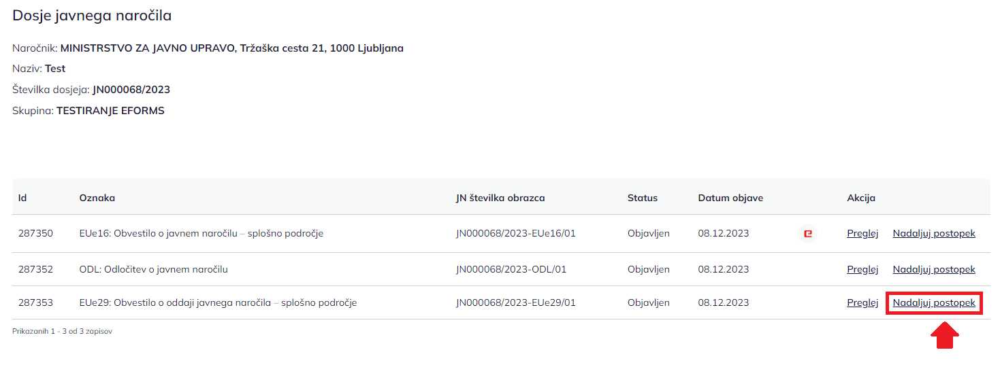 Dosje javnega naročila
Naročnik: MINISTRSTVO ZA JAVNO UPRAVO, Tržaška cesta 21, 1000 Ljubljana
Naziv: Test
Številka dosjeja: JN000068/2023
Skupina: TESTIRANJE EFORMS
Id Oznaka JN številka obrazca Status Datum objave Akcija
287350 EUe16: Obvestilo o javnem naročilu – splošno področje JN000068/2023-EUe16/01 Objavljen 08.12.2023 Preglej Nadaljuj postopek
287352 ODL: Odločitev o javnem naročilu JN000068/2023-ODL/01 Objavljen 08.12.2023 Preglej Nadaljuj postopek
287353 EUe29: Obvestilo o oddaji javnega naročila – splošno področje JN000068/2023-EUe29/01 Objavljen 08.12.2023 Preglej Nadaljuj postopek
Prikazanih 1 - 3 od 3 zapisov